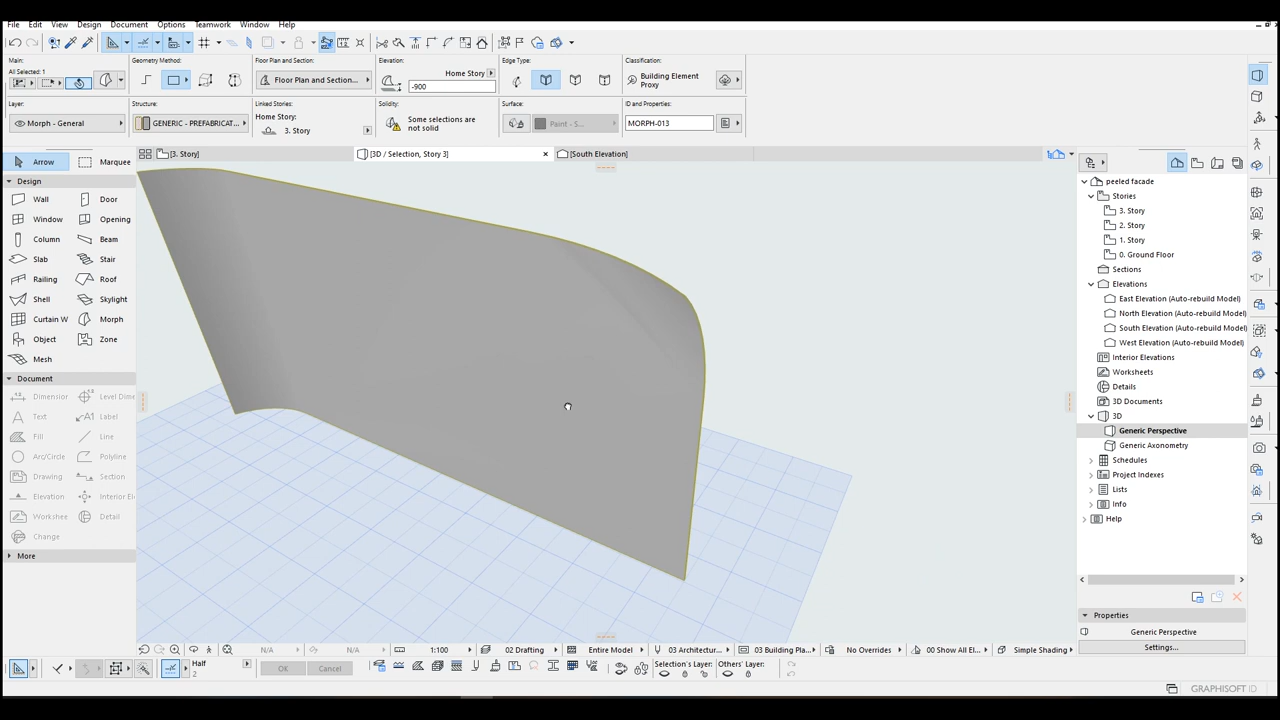 File Edit View Design Document Options Teamwork Window Help
Main: Geometry Method: Floor Plan and Section: Elevation: Edge Type: Classification:
All Selected: 1
Floor Plan and Section...
Home Story
-900
Building Element
Proxy
Layer: Structure: Linked Stories: Solidity: Surface: ID and Properties:
Morph - General
GENERIC - PREFABRICAT...
Home Story:
3. Story
Some selections are
not solid
Paint - S...
MORPH-013
[3. Story] [3D / Selection, Story 3] [South Elevation]
Arrow Marquee
Design
Wall Door
Window Opening
Column Beam
Slab Stair
Railing Roof
Shell Skylight
Curtain W Morph
Object Zone
Mesh
Document
Dimension Level Dime
Text Label
Fill Line
Arc/Circle Polyline
Drawing Section
Elevation Interior El
Workshee Detail
Change
More
peeled facade
Stories
3. Story
2. Story
1. Story
0. Ground Floor
Sections
Elevations
East Elevation (Auto-rebuild Model)
North Elevation (Auto-rebuild Model)
South Elevation (Auto-rebuild Model)
West Elevation (Auto-rebuild Model)
Interior Elevations
Worksheets
Details
3D Documents
3D
Generic Perspective
Generic Axonometry
Schedules
Project Indexes
Lists
Info
Help
Properties
Generic Perspective
Settings...
N/A N/A 1:100 02 Drafting Entire Model 03 Architectur... 03 Building Pla... No Overrides 00 Show All El... Simple Shading
Half
2
OK Cancel
Selection's Layer: Others' Layer:
GRAPHISOFT ID